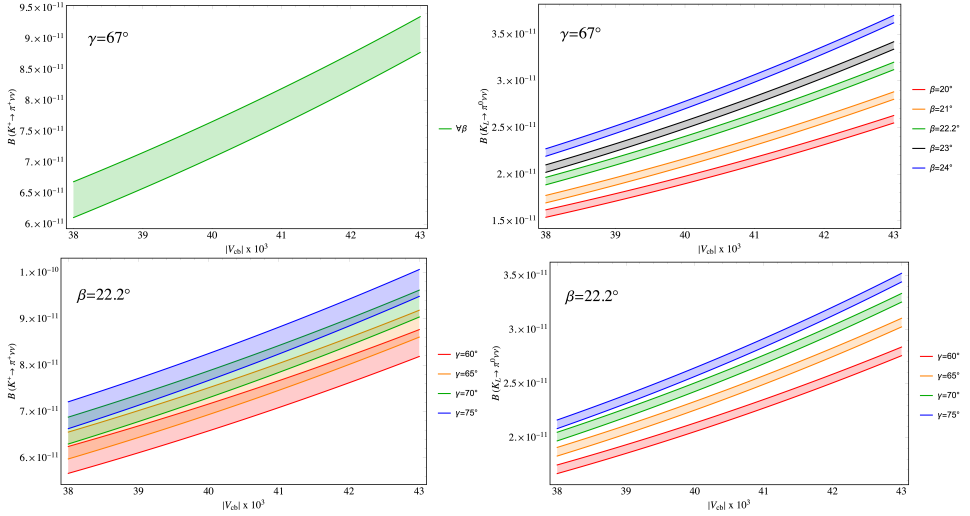 γ=67°
B (K⁺→ π⁺νν)
9.5×10⁻¹¹
9.×10⁻¹¹
8.5×10⁻¹¹
8.×10⁻¹¹
7.5×10⁻¹¹
7.×10⁻¹¹
6.5×10⁻¹¹
6.×10⁻¹¹
38 39 40 41 42 43
|V_cb| x 10³
∀β
γ=67°
B (K_L→ π⁰νν)
3.5×10⁻¹¹
3.×10⁻¹¹
2.5×10⁻¹¹
2.×10⁻¹¹
1.5×10⁻¹¹
38 39 40 41 42 43
|V_cb| x 10³
β=20°
β=21°
β=22.2°
β=23°
β=24°
β=22.2°
B (K⁺→ π⁺νν)
1.×10⁻¹⁰
9.×10⁻¹¹
8.×10⁻¹¹
7.×10⁻¹¹
6.×10⁻¹¹
38 39 40 41 42 43
|V_cb| x 10³
γ=60°
γ=65°
γ=70°
γ=75°
β=22.2°
B (K_L→ π⁰νν)
3.5×10⁻¹¹
3.×10⁻¹¹
2.5×10⁻¹¹
2.×10⁻¹¹
38 39 40 41 42 43
|V_cb| x 10³
γ=60°
γ=65°
γ=70°
γ=75°